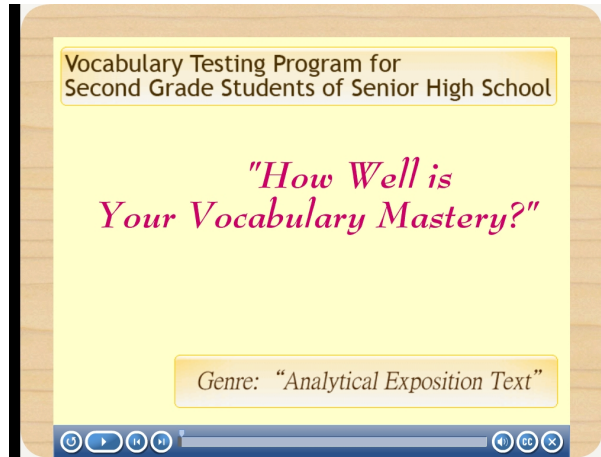 Vocabulary Testing Program for
Second Grade Students of Senior High School
"How Well is
Your Vocabulary Mastery?"
Genre: “Analytical Exposition Text”
CC